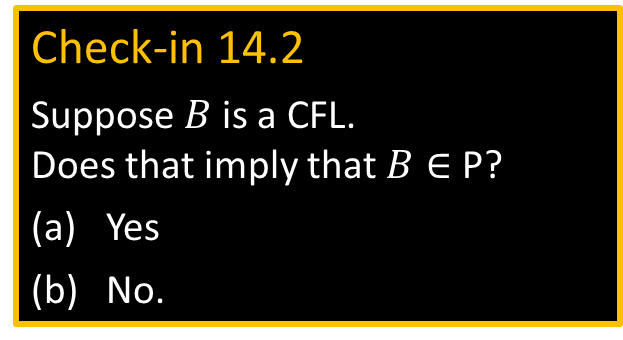 Check-in 14.2
Suppose B is a CFL.
Does that imply that B ∈ P?
(a) Yes
(b) No.